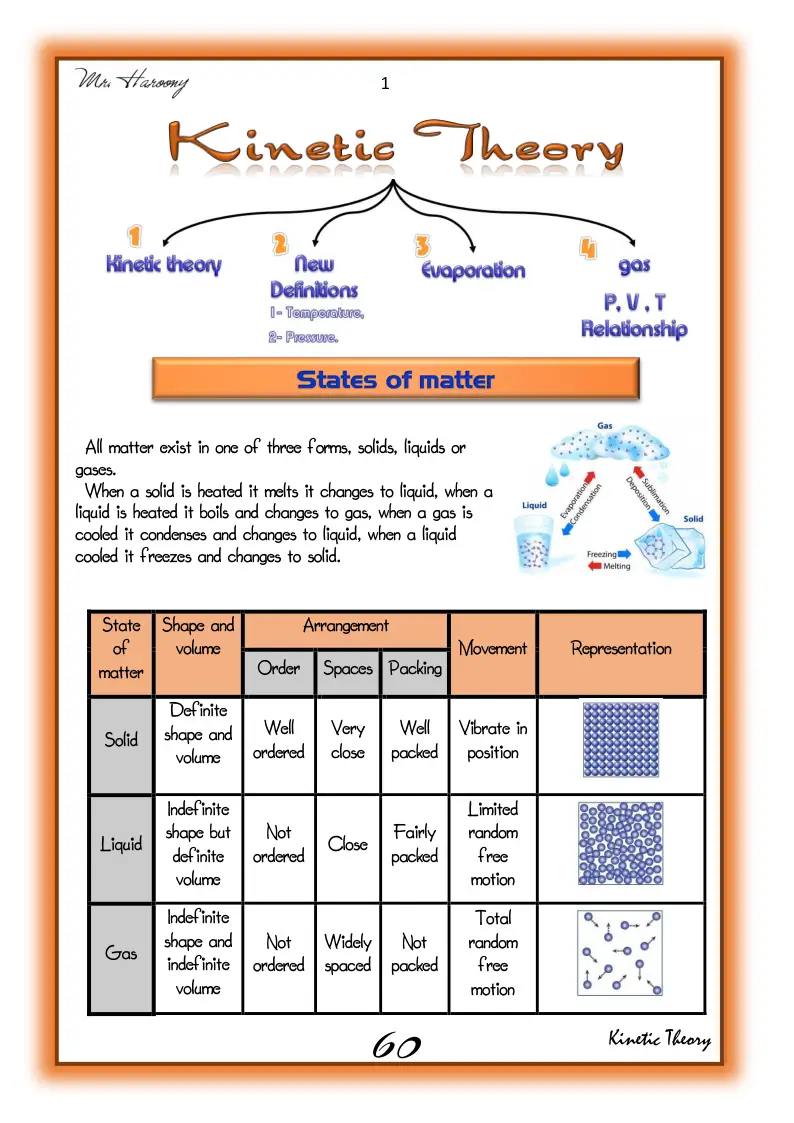 Mr. Haroony
1
Kinetic Theory
1
Kinetic theory
2
New
Definitions
1- Temperature.
2- Pressure.
3
Evaporation
4
gas
P, V , T
Relationship
States of matter
All matter exist in one of three forms, solids, liquids or
gases.
When a solid is heated it melts it changes to liquid, when a
liquid is heated it boils and changes to gas, when a gas is
cooled it condenses and changes to liquid, when a liquid
cooled it freezes and changes to solid.
Gas
Evaporation
Condensation
Sublimation
Deposition
Liquid
Solid
Freezing
Melting
State
of
matter
Shape and
volume
Arrangement
Order
Spaces
Packing
Movement
Representation
Solid
Definite
shape and
volume
Well
ordered
Very
close
Well
packed
Vibrate in
position
Liquid
Indefinite
shape but
definite
volume
Not
ordered
Close
Fairly
packed
Limited
random
free
motion
Gas
Indefinite
shape and
indefinite
volume
Not
ordered
Widely
spaced
Not
packed
Total
random
free
motion
60
Kinetic Theory